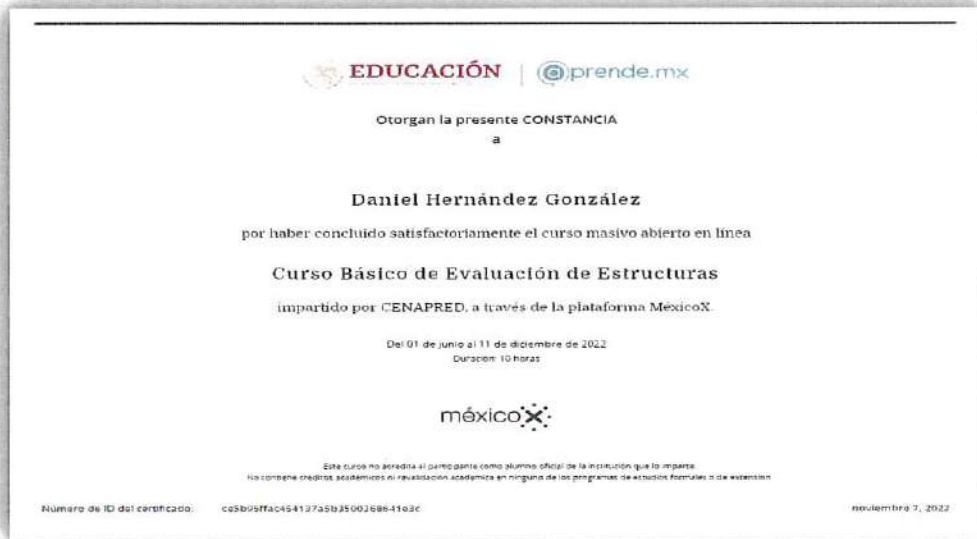 EDUCACIÓN | @prende.mx
Otorgan la presente CONSTANCIA
a
Daniel Hernández González
por haber concluido satisfactoriamente el curso masivo abierto en línea
Curso Básico de Evaluación de Estructuras
impartido por CENAPRED, a través de la plataforma MéxicoX.
Del 01 de junio al 11 de diciembre de 2022
Duración: 10 horas
méxicoX
Este curso no acredita al participante como alumno oficial de la institución que lo imparte.
No contiene créditos académicos ni revalidación académica en ninguno de los programas de estudios formales o de extensión
Número de ID del certificado:
noviembre 7, 2022